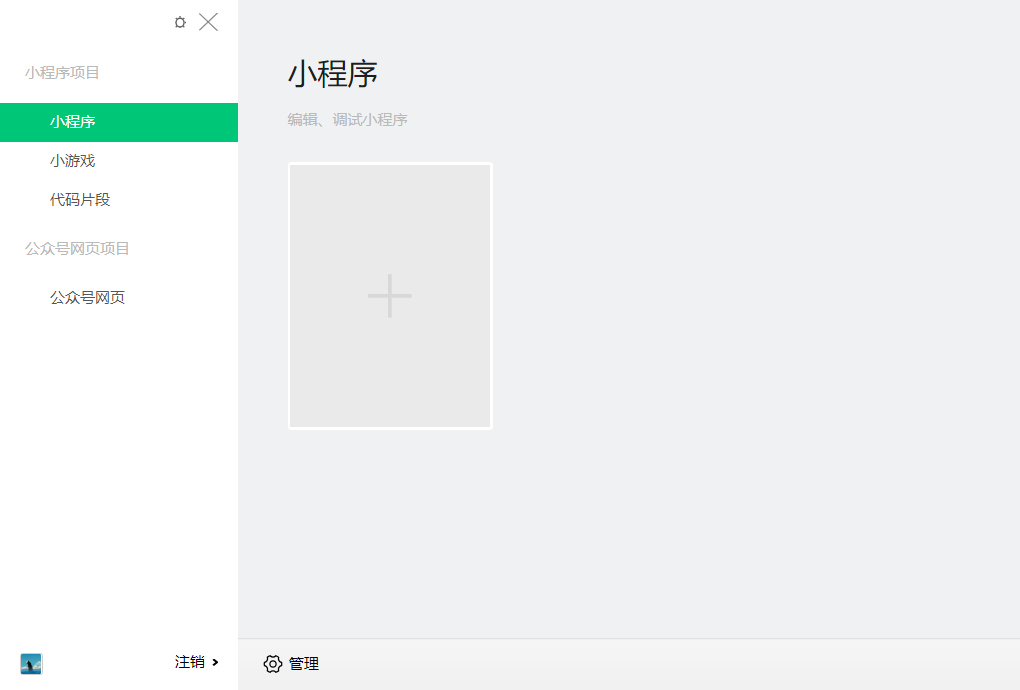 小程序项目
小程序
小游戏
代码片段
公众号网页项目
公众号网页
注销
小程序
编辑、调试小程序
管理